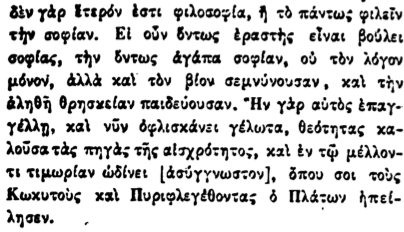 δὲν γὰρ ἕτερόν ἐστι φιλοσοφία, ἢ τὸ πάντως φιλεῖν
τὴν σοφίαν. Εἰ οὖν ὄντως ἐραστὴς εἶναι βούλει
σοφίας, τὴν ὄντως ἀγάπα σοφίαν, οὐ τὸν λόγον
μόνον, ἀλλὰ καὶ τὸν βίον σεμνύνουσαν, καὶ τὴν
ἀληθῆ θρησκείαν παιδεύουσαν. Ἣν γὰρ αὐτὸς ἐπαγ-
γέλλῃ, καὶ νῦν ὀφλισκάνει γέλωτα, θεότητας κα-
λοῦσα τὰς πηγὰς τῆς αἰσχρότητος, καὶ ἐν τῷ μέλλον-
τι τιμωρίαν ὠδίνει [ἀσύγγνωστον], ὅπου σοι τοὺς
Κωκυτοὺς καὶ Πυριφλεγέθοντας ὁ Πλάτων ἠπεί-
λησεν.